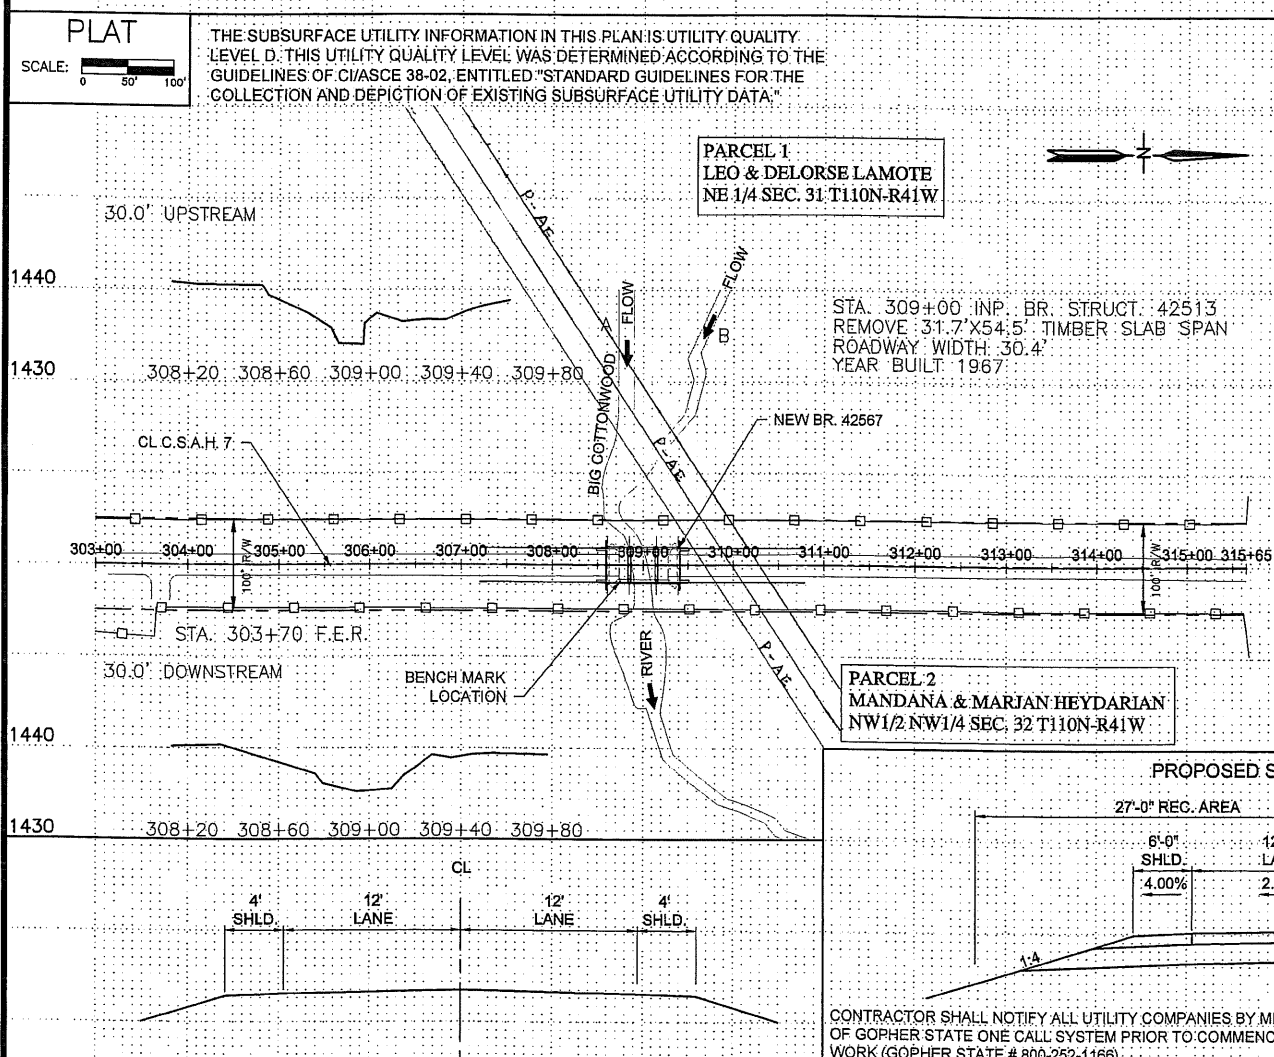 PLAT
SCALE:
0 50' 100'
THE SUBSURFACE UTILITY INFORMATION IN THIS PLAN IS UTILITY QUALITY
LEVEL D. THIS UTILITY QUALITY LEVEL WAS DETERMINED ACCORDING TO THE
GUIDELINES OF CI/ASCE 38-02, ENTITLED "STANDARD GUIDELINES FOR THE
COLLECTION AND DEPICTION OF EXISTING SUBSURFACE UTILITY DATA."
PARCEL 1
LEO & DELORSE LAMOTE
NE 1/4 SEC. 31 T110N-R41W
N
30.0' UPSTREAM
P-AE
1440
FLOW
FLOW
A
B
STA. 309+00 INP. BR. STRUCT. 42513
REMOVE 31.7'X54.5' TIMBER SLAB SPAN
ROADWAY WIDTH 30.4'
YEAR BUILT 1967
1430
308+20 308+60 309+00 309+40 309+80
BIG COTTONWOOD
NEW BR. 42567
CL C.S.A.H. 7
P-AE
303+00 304+00 305+00 306+00 307+00 308+00 309+00 310+00 311+00 312+00 313+00 314+00 315+00 315+65
100' R/W
100' R/W
STA. 303+70 F.E.R.
30.0' DOWNSTREAM
BENCH MARK
LOCATION
RIVER
P-AE
PARCEL 2
MANDANA & MARJAN HEYDARIAN
NW1/2 NW1/4 SEC. 32 T110N-R41W
1440
1430
308+20 308+60 309+00 309+40 309+80
PROPOSED S
27'-0" REC. AREA
6'-0"
SHLD.
4.00%
12
LA
2.
1:4
CL
4'
SHLD.
12'
LANE
12'
LANE
4'
SHLD.
CONTRACTOR SHALL NOTIFY ALL UTILITY COMPANIES BY M
OF GOPHER STATE ONE CALL SYSTEM PRIOR TO COMMENC
WORK (GOPHER STATE # 800-252-1166)